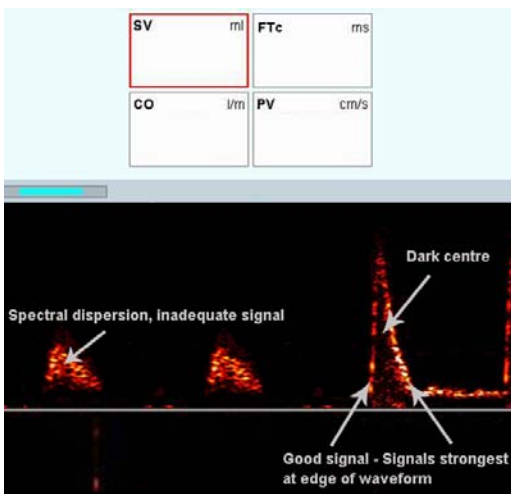 SV ml FTc ms
CO l/m PV cm/s
Dark centre
Spectral dispersion, inadequate signal
Good signal - Signals strongest
at edge of waveform